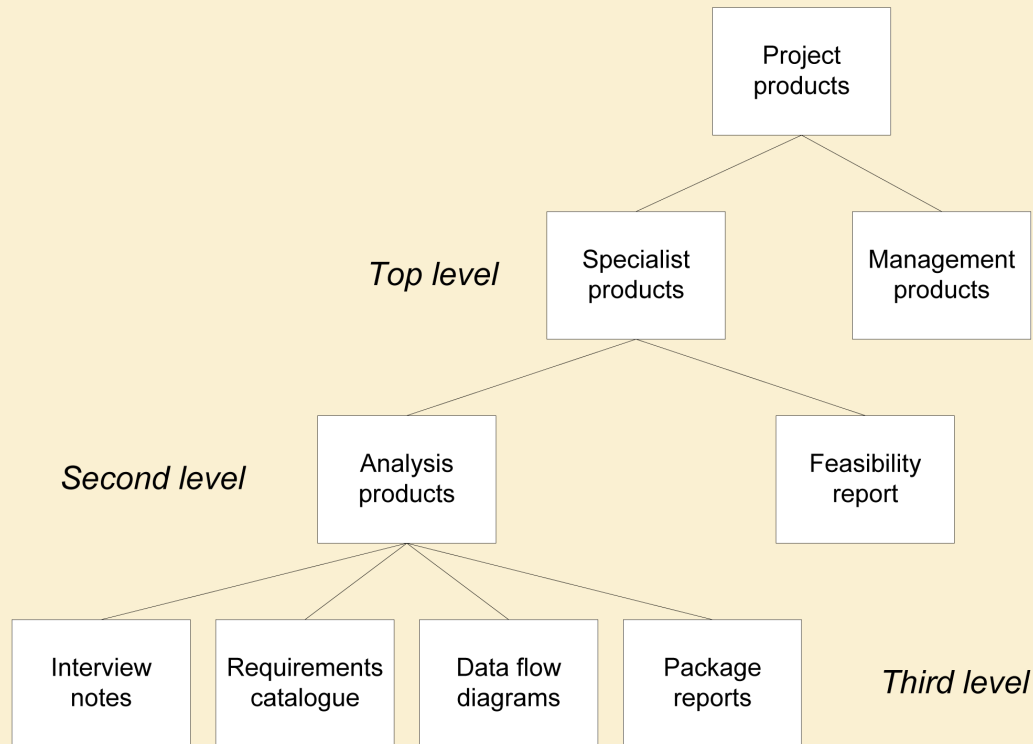 Project
products
Top level
Specialist
products
Management
products
Second level
Analysis
products
Feasibility
report
Interview
notes
Requirements
catalogue
Data flow
diagrams
Package
reports
Third level